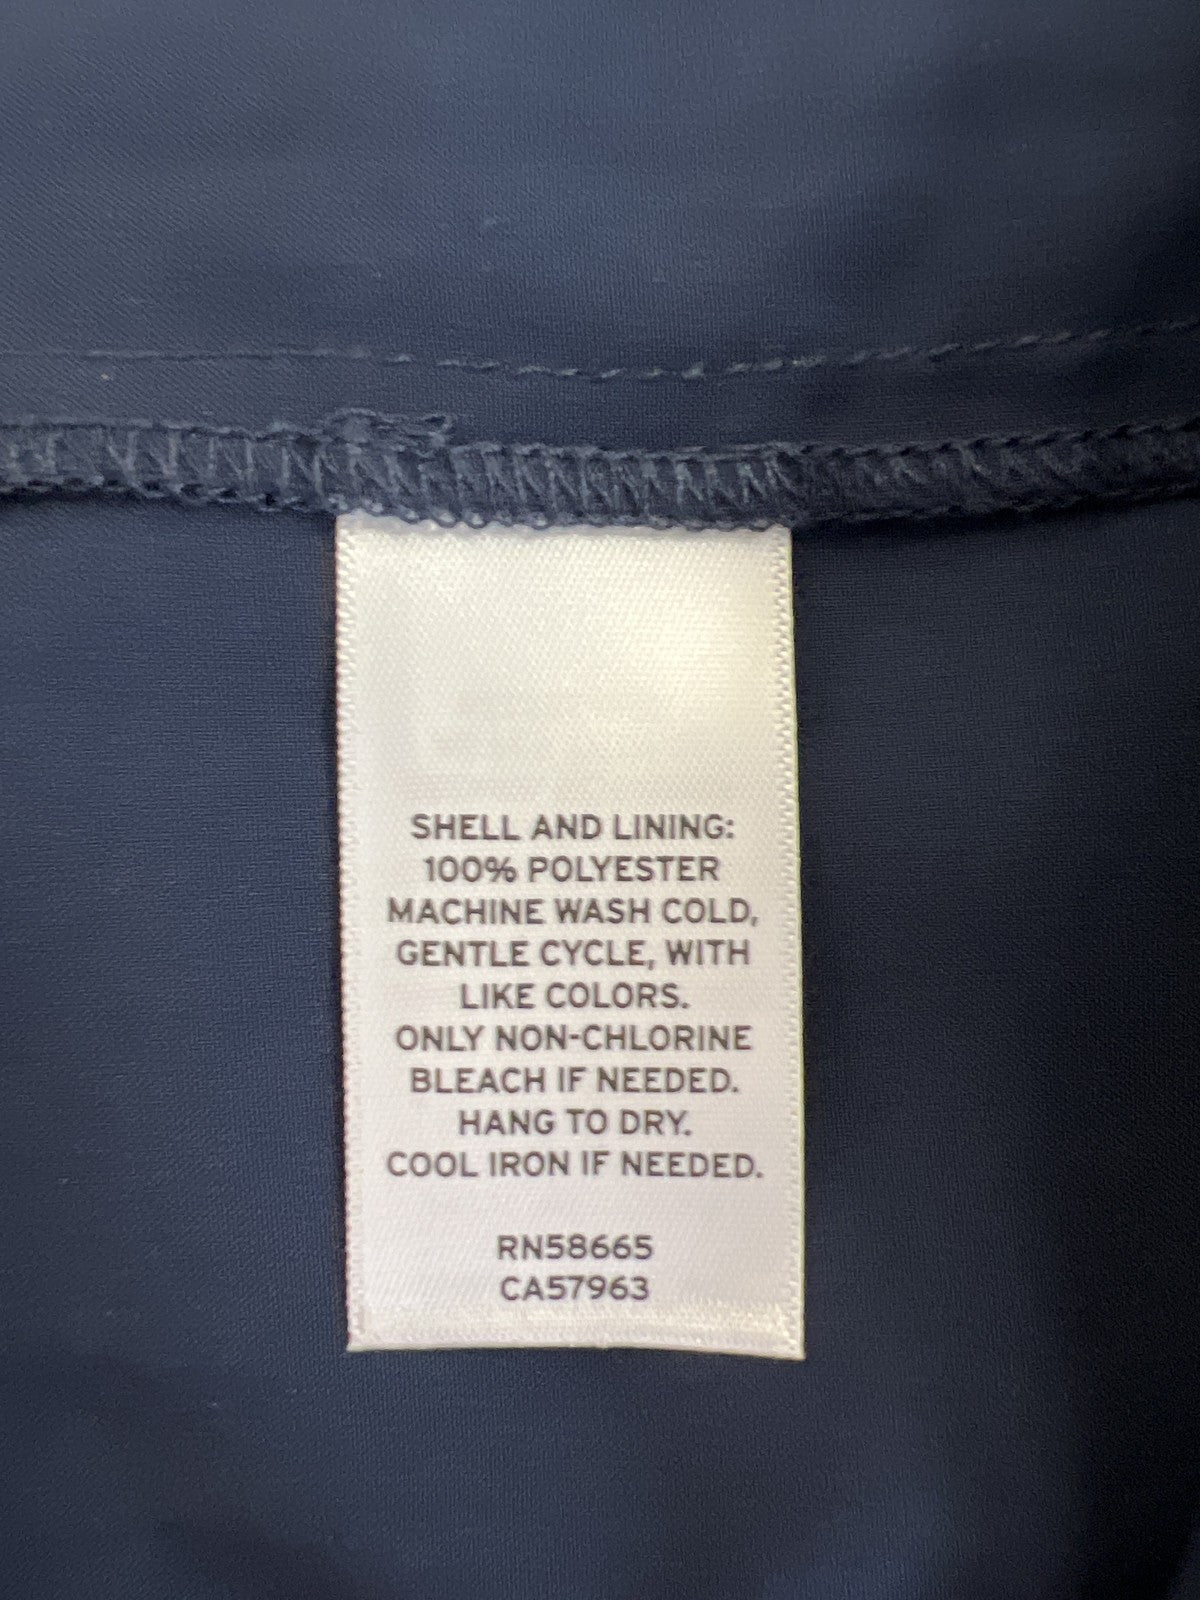 SHELL AND LINING:
100% POLYESTER
MACHINE WASH COLD,
GENTLE CYCLE, WITH
LIKE COLORS.
ONLY NON-CHLORINE
BLEACH IF NEEDED.
HANG TO DRY.
COOL IRON IF NEEDED.
RN58665
CA57963